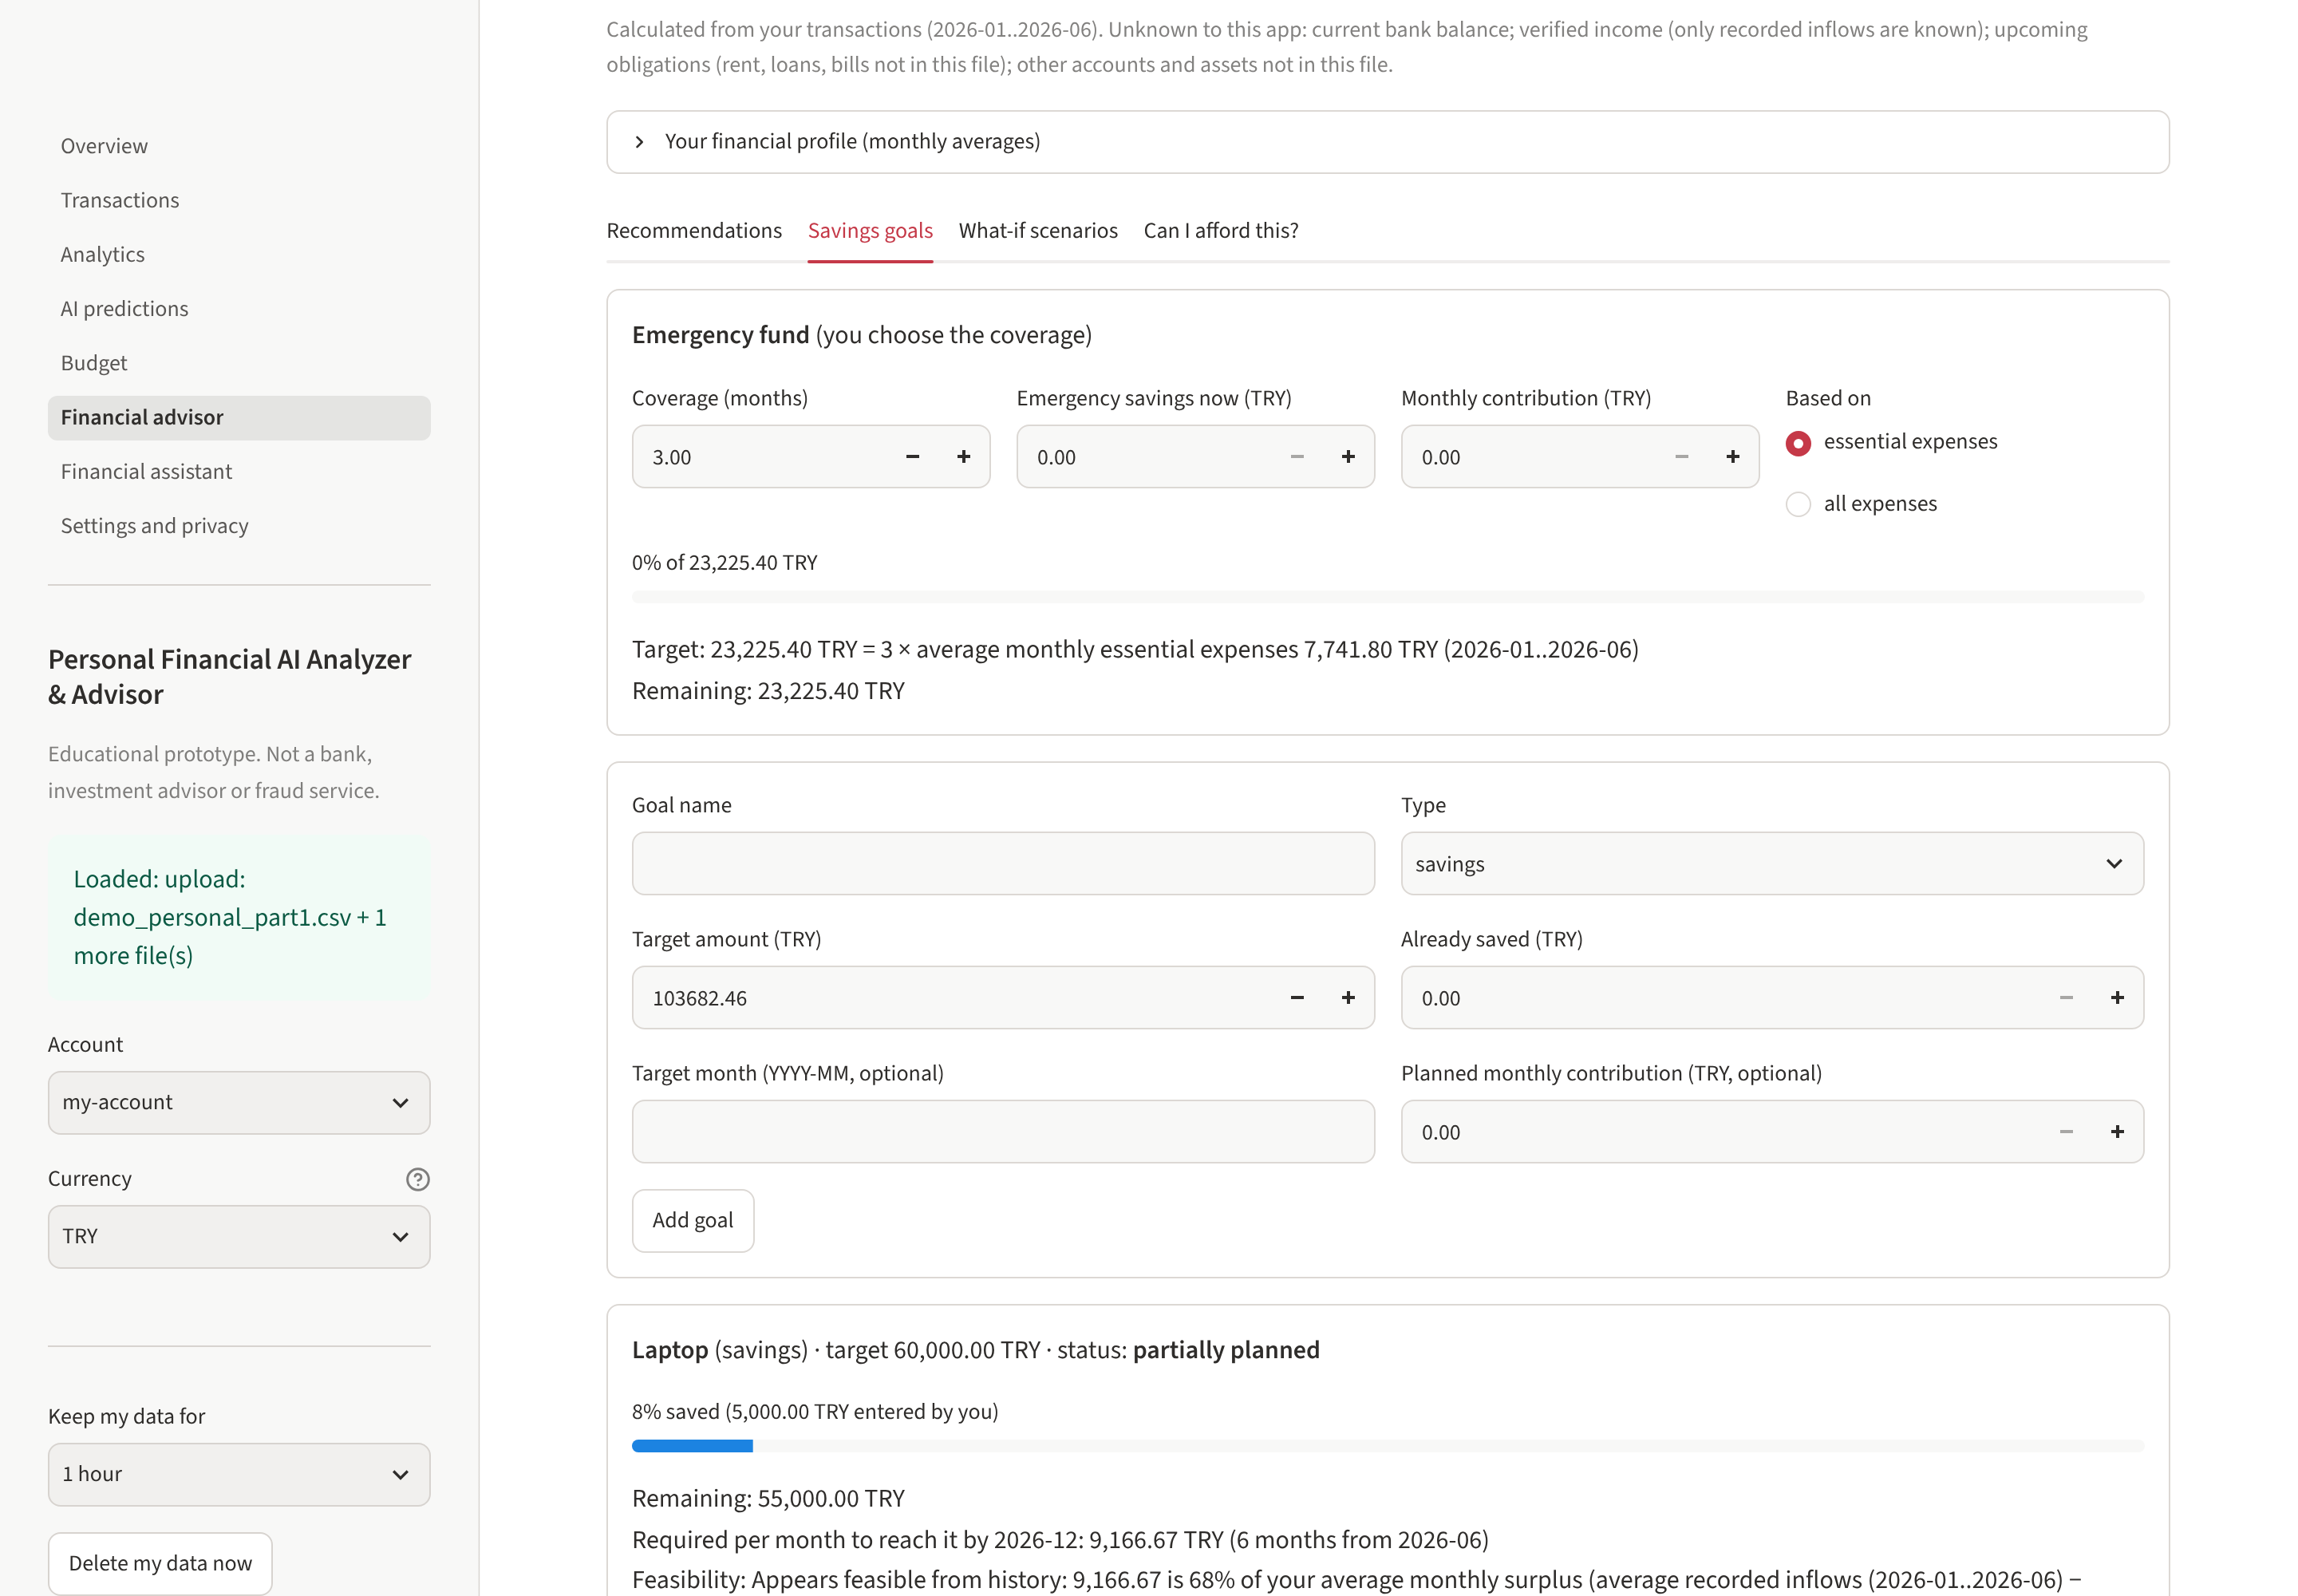 Overview
Transactions
Analytics
AI predictions
Budget
Financial advisor
Financial assistant
Settings and privacy
Personal Financial AI Analyzer
& Advisor
Educational prototype. Not a bank,
investment advisor or fraud service.
Loaded: upload:
demo_personal_part1.csv + 1
more file(s)
Account
my-account
Currency
TRY
Keep my data for
1 hour
Delete my data now
Calculated from your transactions (2026-01..2026-06). Unknown to this app: current bank balance; verified income (only recorded inflows are known); upcoming
obligations (rent, loans, bills not in this file); other accounts and assets not in this file.
Your financial profile (monthly averages)
Recommendations Savings goals What-if scenarios Can I afford this?
Emergency fund (you choose the coverage)
Coverage (months) Emergency savings now (TRY) Monthly contribution (TRY) Based on
3.00 0.00 0.00 essential expenses
all expenses
0% of 23,225.40 TRY
Target: 23,225.40 TRY = 3 × average monthly essential expenses 7,741.80 TRY (2026-01..2026-06)
Remaining: 23,225.40 TRY
Goal name Type
savings
Target amount (TRY) Already saved (TRY)
103682.46 0.00
Target month (YYYY-MM, optional) Planned monthly contribution (TRY, optional)
0.00
Add goal
Laptop (savings) · target 60,000.00 TRY · status: partially planned
8% saved (5,000.00 TRY entered by you)
Remaining: 55,000.00 TRY
Required per month to reach it by 2026-12: 9,166.67 TRY (6 months from 2026-06)
Feasibility: Appears feasible from history: 9,166.67 is 68% of your average monthly surplus (average recorded inflows (2026-01..2026-06) −